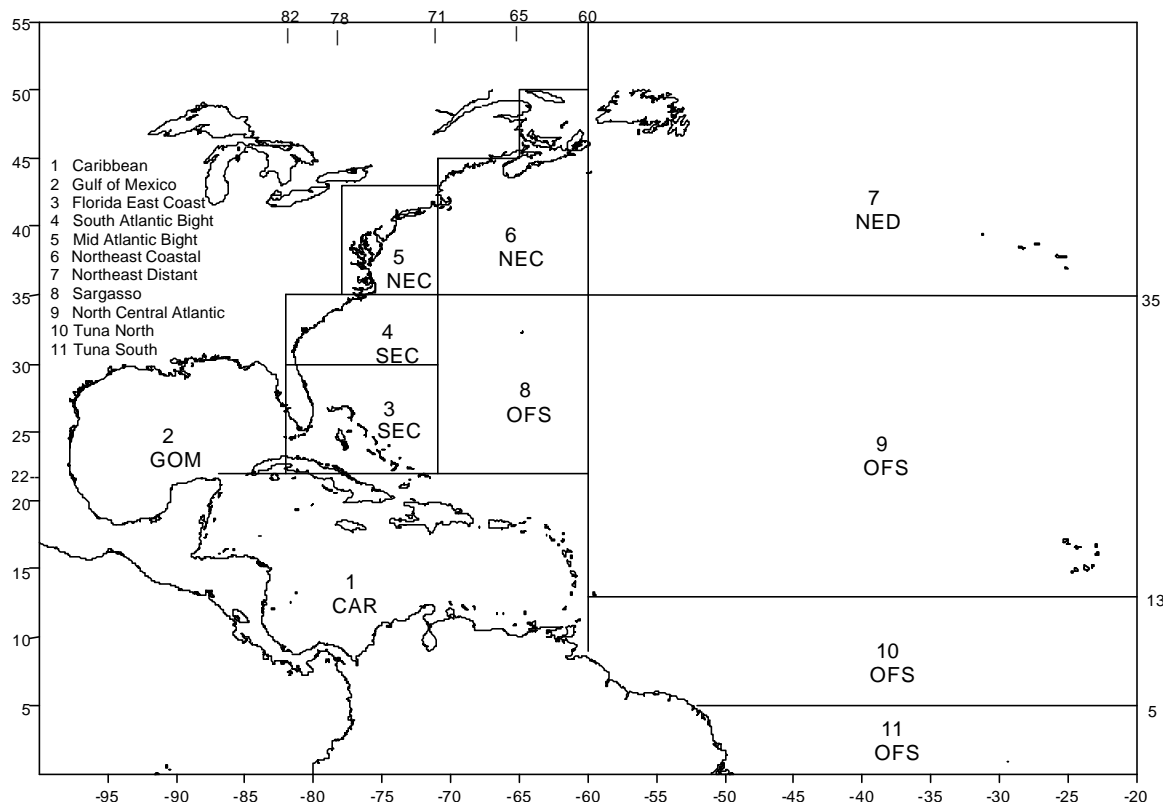 82 78 71 65 60
55
50
45
40
35
30
25
22
20
15
10
5
1 Caribbean
2 Gulf of Mexico
3 Florida East Coast
4 South Atlantic Bight
5 Mid Atlantic Bight
6 Northeast Coastal
7 Northeast Distant
8 Sargasso
9 North Central Atlantic
10 Tuna North
11 Tuna South
7
NED
6
NEC
5
NEC
35
4
SEC
8
OFS
3
SEC
2
GOM
9
OFS
1
CAR
13
10
OFS
5
11
OFS
-95 -90 -85 -80 -75 -70 -65 -60 -55 -50 -45 -40 -35 -30 -25 -20